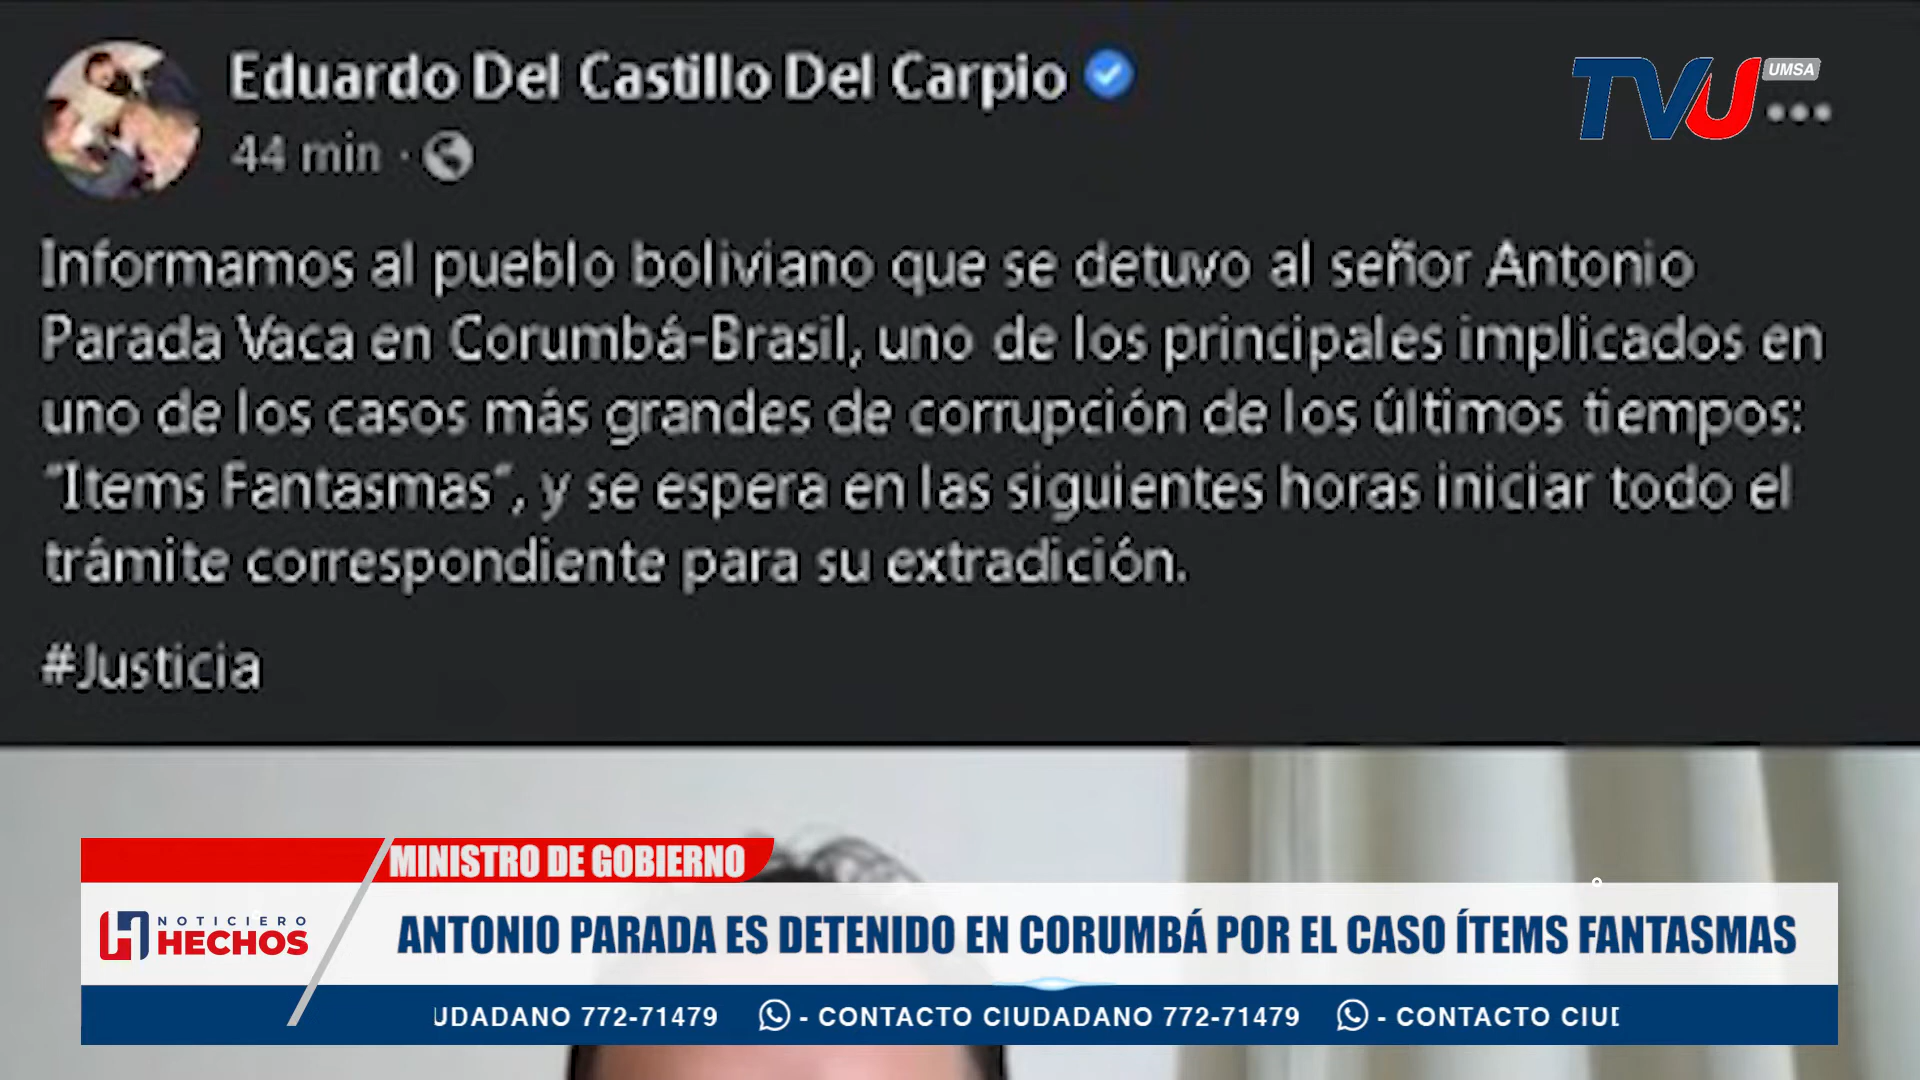 Eduardo Del Castillo Del Carpio
44 min ·
TVU UMSA
Informamos al pueblo boliviano que se detuvo al señor Antonio
Parada Vaca en Corumbá-Brasil, uno de los principales implicados en
uno de los casos más grandes de corrupción de los últimos tiempos:
"Items Fantasmas", y se espera en las siguientes horas iniciar todo el
trámite correspondiente para su extradición.
#Justicia
MINISTRO DE GOBIERNO
NOTICIERO
HECHOS
ANTONIO PARADA ES DETENIDO EN CORUMBÁ POR EL CASO ÍTEMS FANTASMAS
UDADANO 772-71479 - CONTACTO CIUDADANO 772-71479 - CONTACTO CIUD